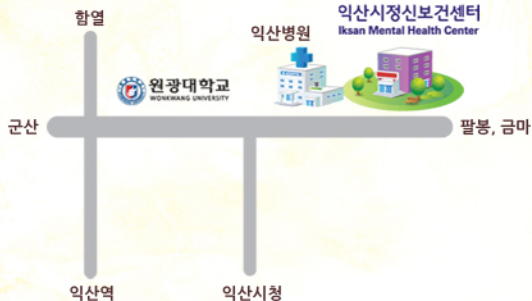 함열
익산시정신보건센터
Iksan Mental Health Center
익산병원
원광대학교
WONKWANG UNIVERSITY
군산
팔봉, 금마
익산역
익산시청